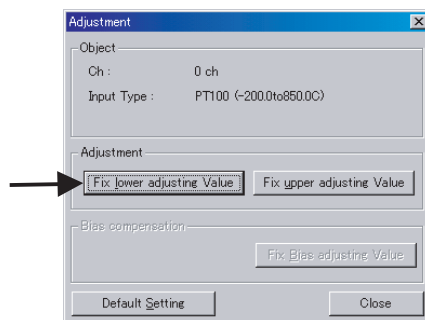 Adjustment
Object
Ch : 0 ch
Input Type : PT100 (-200.0to850.0C)
Adjustment
Fix lower adjusting Value Fix upper adjusting Value
Bias compensation
Fix Bias adjusting Value
Default Setting Close